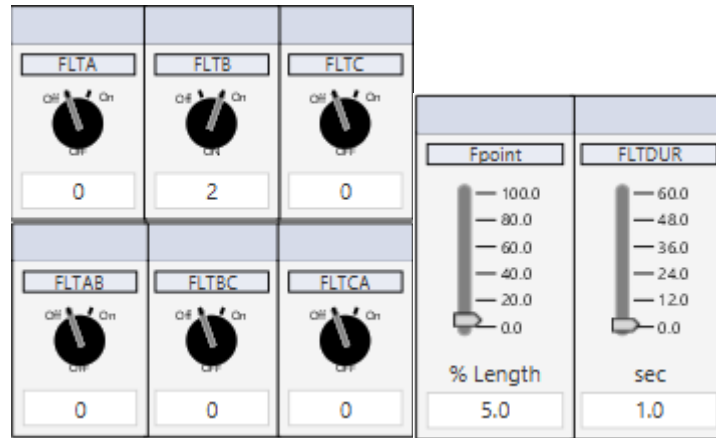 FLTA FLTB FLTC
Off On Off On Off On
OFF ON OFF
0 2 0
FLTAB FLTBC FLTCA
Off On Off On Off On
OFF OFF OFF
0 0 0
Fpoint FLTDUR
100.0 60.0
80.0 48.0
60.0 36.0
40.0 24.0
20.0 12.0
0.0 0.0
% Length sec
5.0 1.0